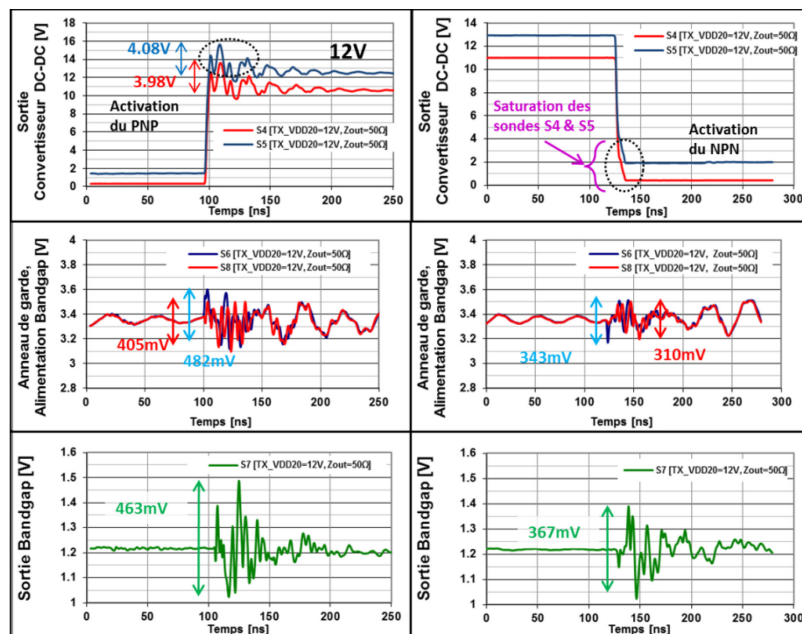 Sortie
Convertisseur DC-DC [V]
18
16
14
12
10
8
6
4
2
0
4.08V
3.98V
12V
Activation
du PNP
S4 [TX_VDD20=12V, Zout=50Ω]
S5 [TX_VDD20=12V, Zout=50Ω]
0
50
100
150
200
250
Temps [ns]
Sortie
Convertisseur DC-DC [V]
14
12
10
8
6
4
2
0
S4 [TX_VDD20=12V, Zout=50Ω]
S5 [TX_VDD20=12V, Zout=50Ω]
Saturation des
sondes S4 & S5
Activation
du NPN
0
50
100
150
200
250
300
Temps [ns]
Anneau de garde,
Alimentation Bandgap [V]
4
3.8
3.6
3.4
3.2
3
2.8
S6 [TX_VDD20=12V, Zout=50Ω]
S8 [TX_VDD20=12V, Zout=50Ω]
405mV
482mV
0
50
100
150
200
250
Temps [ns]
Anneau de garde,
Alimentation Bandgap [V]
4
3.8
3.6
3.4
3.2
3
2.8
S6 [TX_VDD20=12V, Zout=50Ω]
S8 [TX_VDD20=12V, Zout=50Ω]
343mV
310mV
0
50
100
150
200
250
300
Temps [ns]
Sortie Bandgap [V]
1.6
1.5
1.4
1.3
1.2
1.1
1
S7 [TX_VDD20=12V, Zout=50Ω]
463mV
0
50
100
150
200
250
Temps [ns]
Sortie Bandgap [V]
1.6
1.5
1.4
1.3
1.2
1.1
1
S7 [TX_VDD20=12V, Zout=50Ω]
367mV
0
50
100
150
200
250
300
Temps [ns]